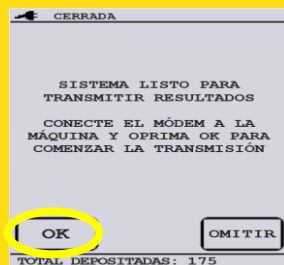 CERRADA
SISTEMA LISTO PARA
TRANSMITIR RESULTADOS
CONECTE EL MÓDEM A LA
MÁQUINA Y OPRIMA OK PARA
COMENZAR LA TRANSMISIÓN
OK
OMITIR
TOTAL DEPOSITADAS: 175